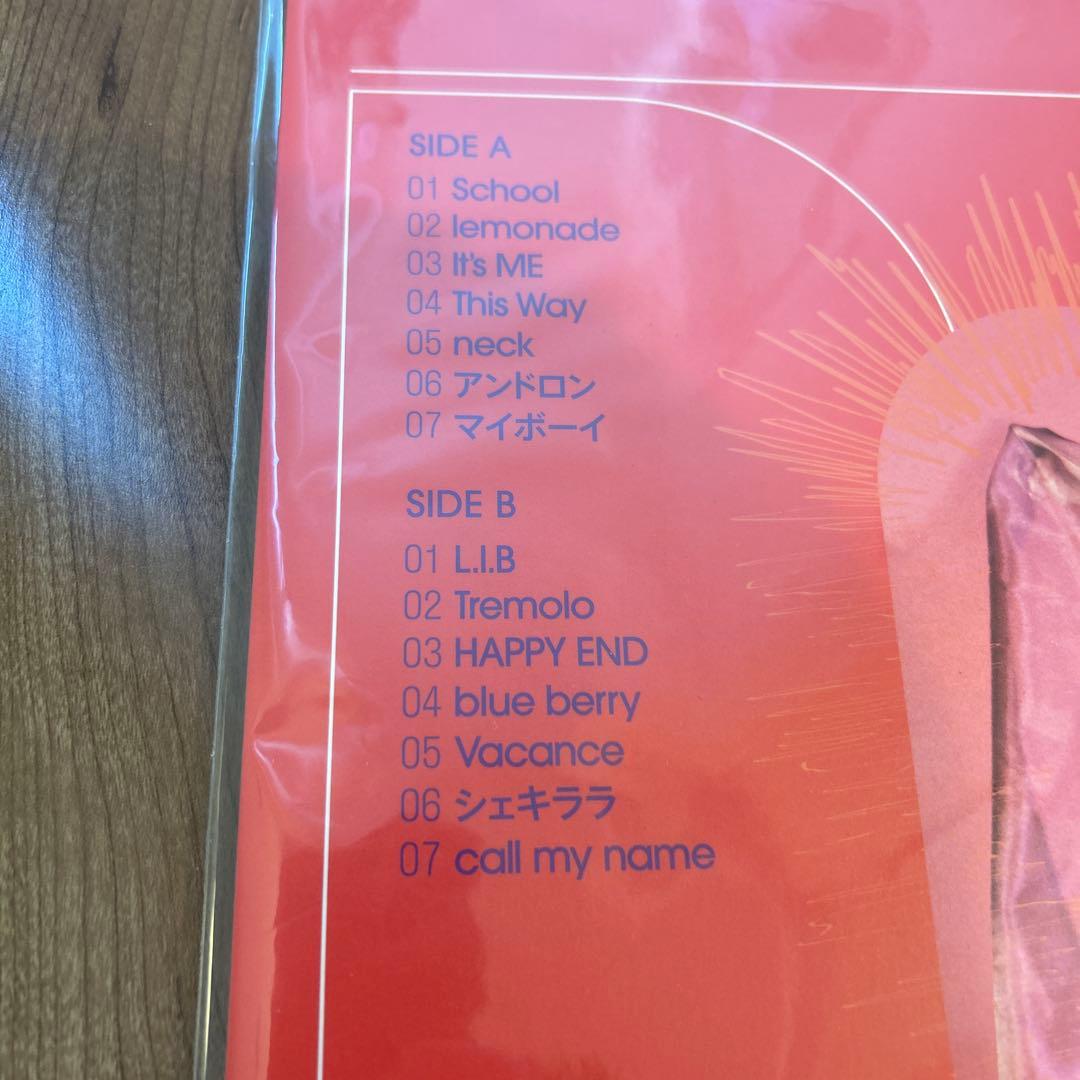 SIDE A
01 School
02 lemonade
03 It's ME
04 This Way
05 neck
06 アンドロン
07 マイボーイ
SIDE B
01 L.I.B
02 Tremolo
03 HAPPY END
04 blue berry
05 Vacance
06 シェキララ
07 call my name